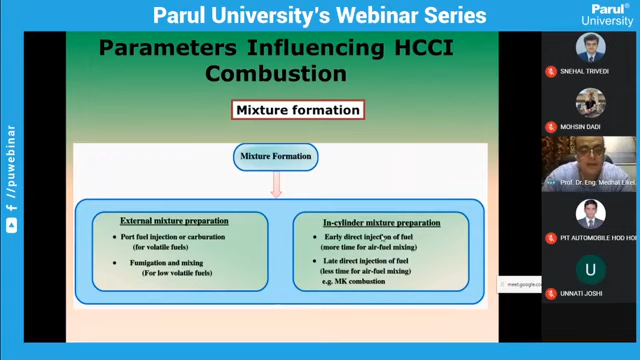 Parul University's Webinar Series
Parul®
University
/puwebinar
Parameters Influencing HCCI
Combustion
Mixture formation
Mixture Formation
External mixture preparation
• Port fuel injection or carburation
(for volatile fuels)
• Fumigation and mixing
(For low volatile fuels)
In-cylinder mixture preparation
• Early direct injection of fuel
(more time for air-fuel mixing)
• Late direct injection of fuel
(less time for air-fuel mixing)
e.g. MK combustion
SNEHAL TRIVEDI
MOHSIN DADI
Prof. Dr. Eng. Medhat Elkel
PIT AUTOMOBILE HOD HO
U
UNNATI JOSHI
meet.google.com